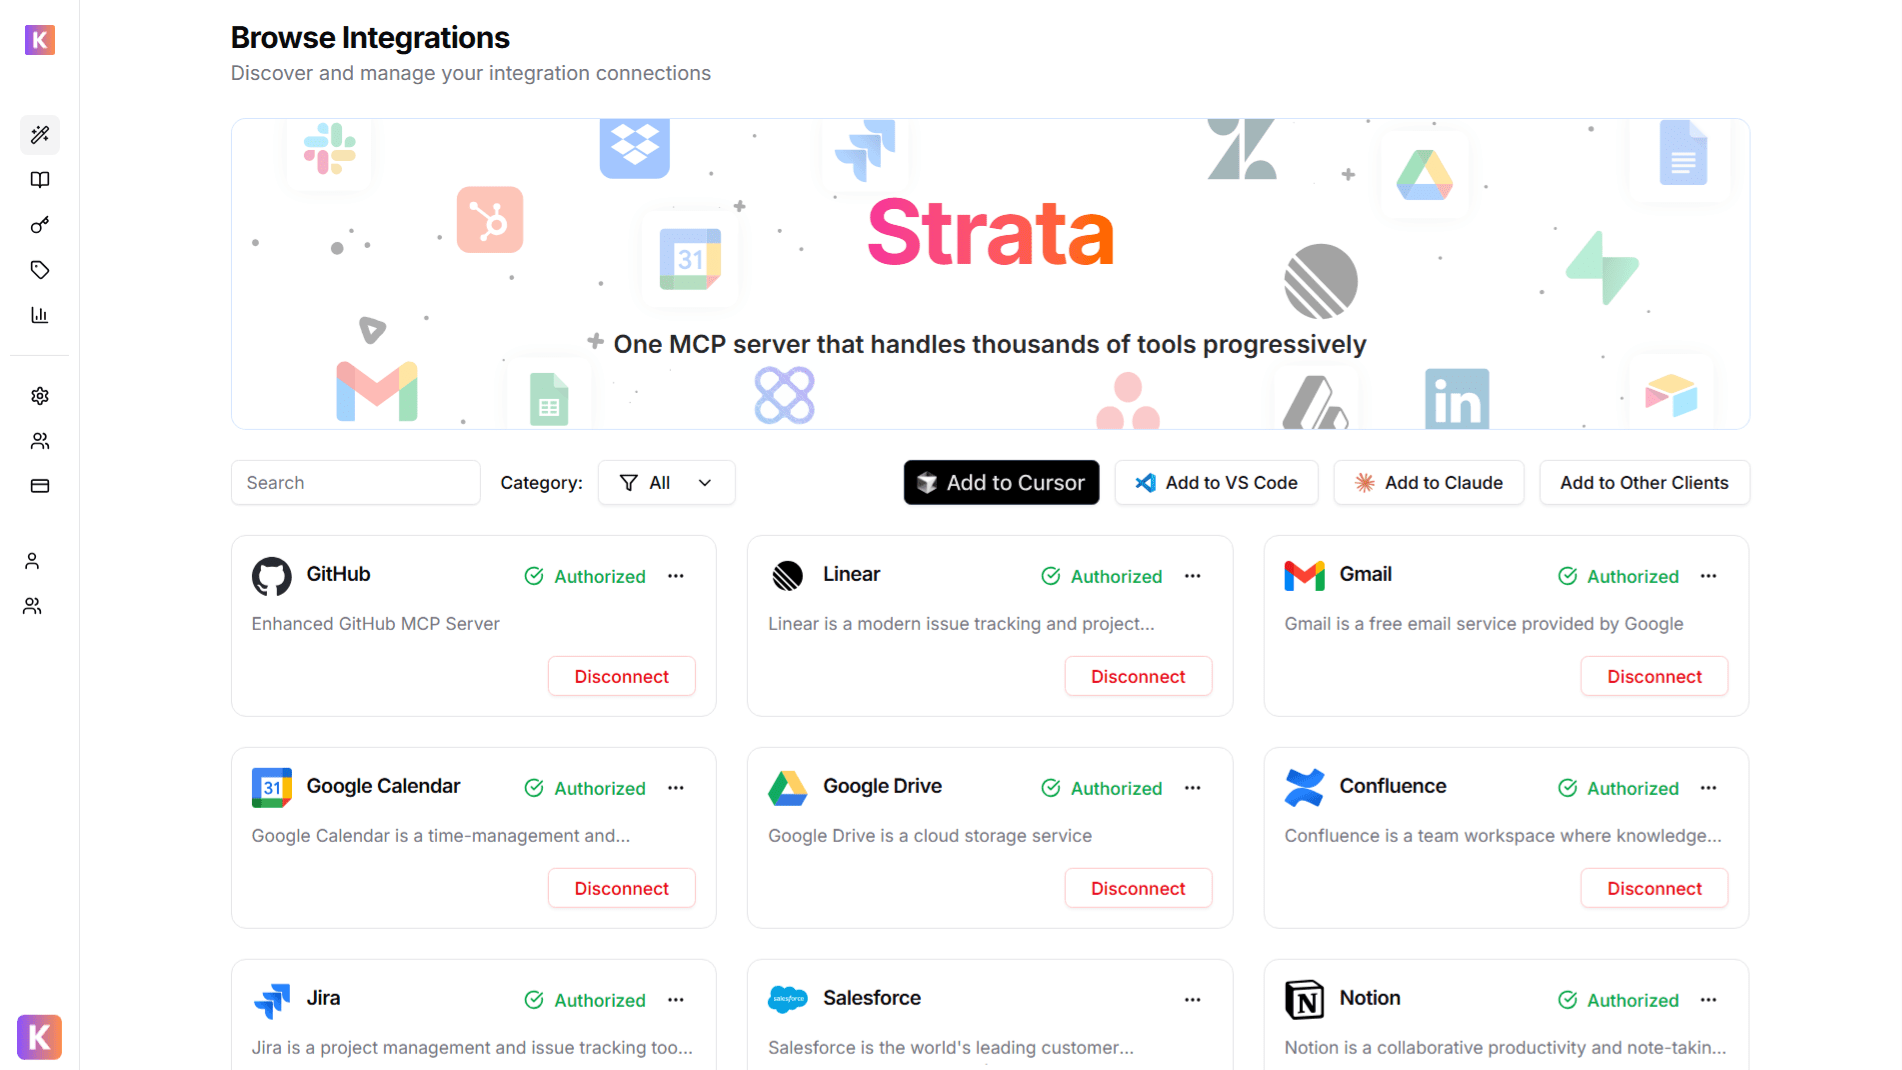 K
Browse Integrations
Discover and manage your integration connections
31
Strata
One MCP server that handles thousands of tools progressively
in
Search
Category:
All
Add to Cursor
Add to VS Code
Add to Claude
Add to Other Clients
GitHub
Authorized
Enhanced GitHub MCP Server
Disconnect
Linear
Authorized
Linear is a modern issue tracking and project...
Disconnect
Gmail
Authorized
Gmail is a free email service provided by Google
Disconnect
31
Google Calendar
Authorized
Google Calendar is a time-management and...
Disconnect
Google Drive
Authorized
Google Drive is a cloud storage service
Disconnect
Confluence
Authorized
Confluence is a team workspace where knowledge...
Disconnect
Jira
Authorized
Jira is a project management and issue tracking too...
salesforce
Salesforce
Salesforce is the world's leading customer...
N
Notion
Authorized
Notion is a collaborative productivity and note-takin...
K